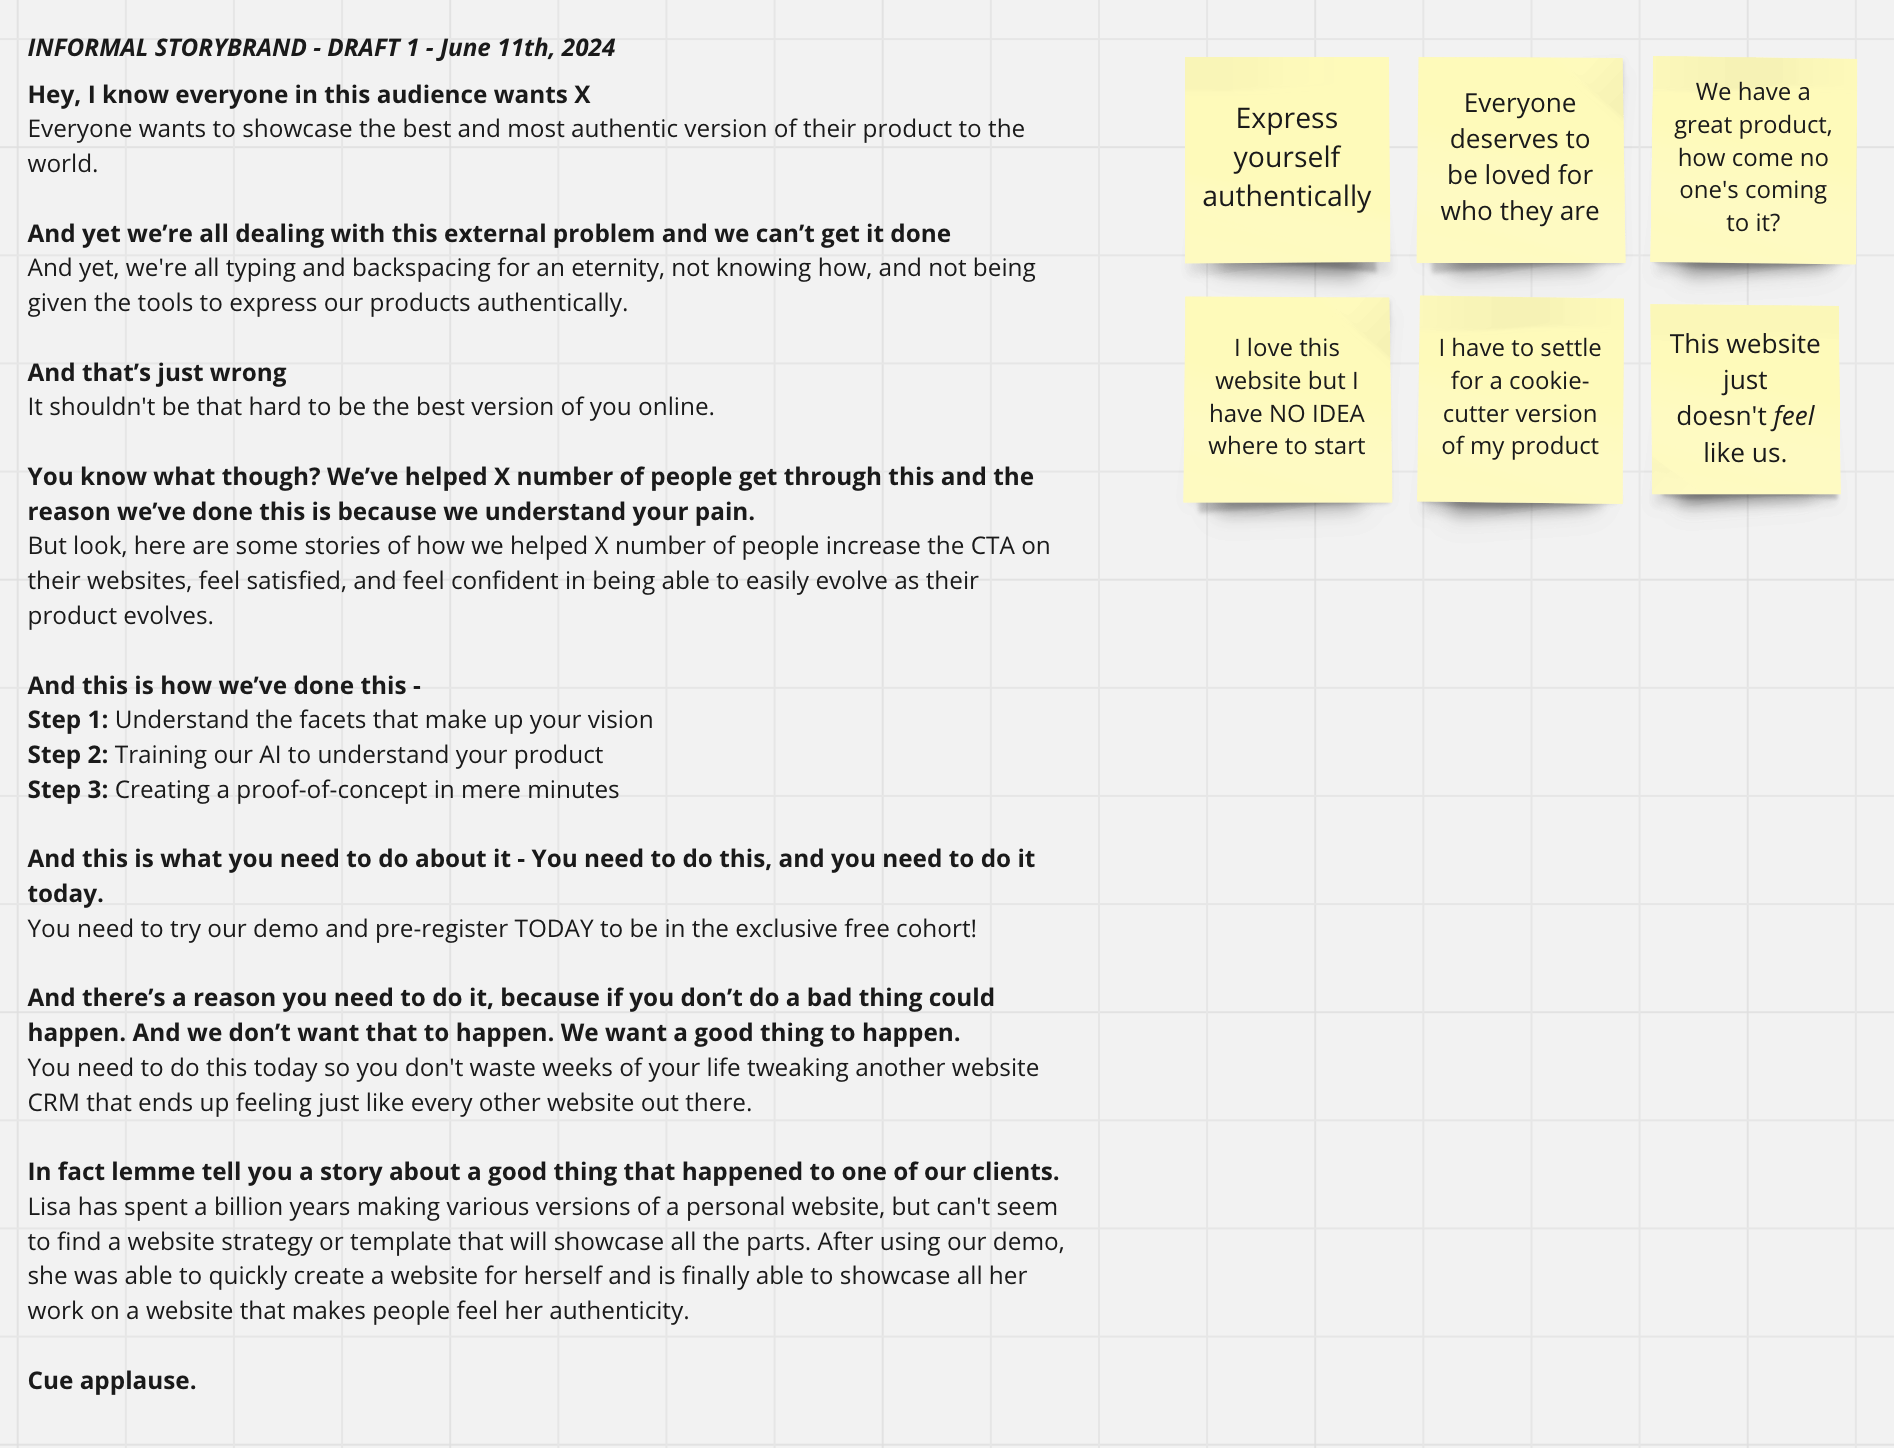 INFORMAL STORYBRAND - DRAFT 1 - June 11th, 2024
Hey, I know everyone in this audience wants X
Everyone wants to showcase the best and most authentic version of their product to the
world.
And yet we’re all dealing with this external problem and we can’t get it done
And yet, we're all typing and backspacing for an eternity, not knowing how, and not being
given the tools to express our products authentically.
And that’s just wrong
It shouldn't be that hard to be the best version of you online.
You know what though? We’ve helped X number of people get through this and the
reason we’ve done this is because we understand your pain.
But look, here are some stories of how we helped X number of people increase the CTA on
their websites, feel satisfied, and feel confident in being able to easily evolve as their
product evolves.
And this is how we’ve done this -
Step 1: Understand the facets that make up your vision
Step 2: Training our AI to understand your product
Step 3: Creating a proof-of-concept in mere minutes
And this is what you need to do about it - You need to do this, and you need to do it
today.
You need to try our demo and pre-register TODAY to be in the exclusive free cohort!
And there’s a reason you need to do it, because if you don’t do a bad thing could
happen. And we don’t want that to happen. We want a good thing to happen.
You need to do this today so you don't waste weeks of your life tweaking another website
CRM that ends up feeling just like every other website out there.
In fact lemme tell you a story about a good thing that happened to one of our clients.
Lisa has spent a billion years making various versions of a personal website, but can't seem
to find a website strategy or template that will showcase all the parts. After using our demo,
she was able to quickly create a website for herself and is finally able to showcase all her
work on a website that makes people feel her authenticity.
Cue applause.
Express
yourself
authentically
Everyone
deserves to
be loved for
who they are
We have a
great product,
how come no
one's coming
to it?
I love this
website but I
have NO IDEA
where to start
I have to settle
for a cookie-
cutter version
of my product
This website
just
doesn't feel
like us.